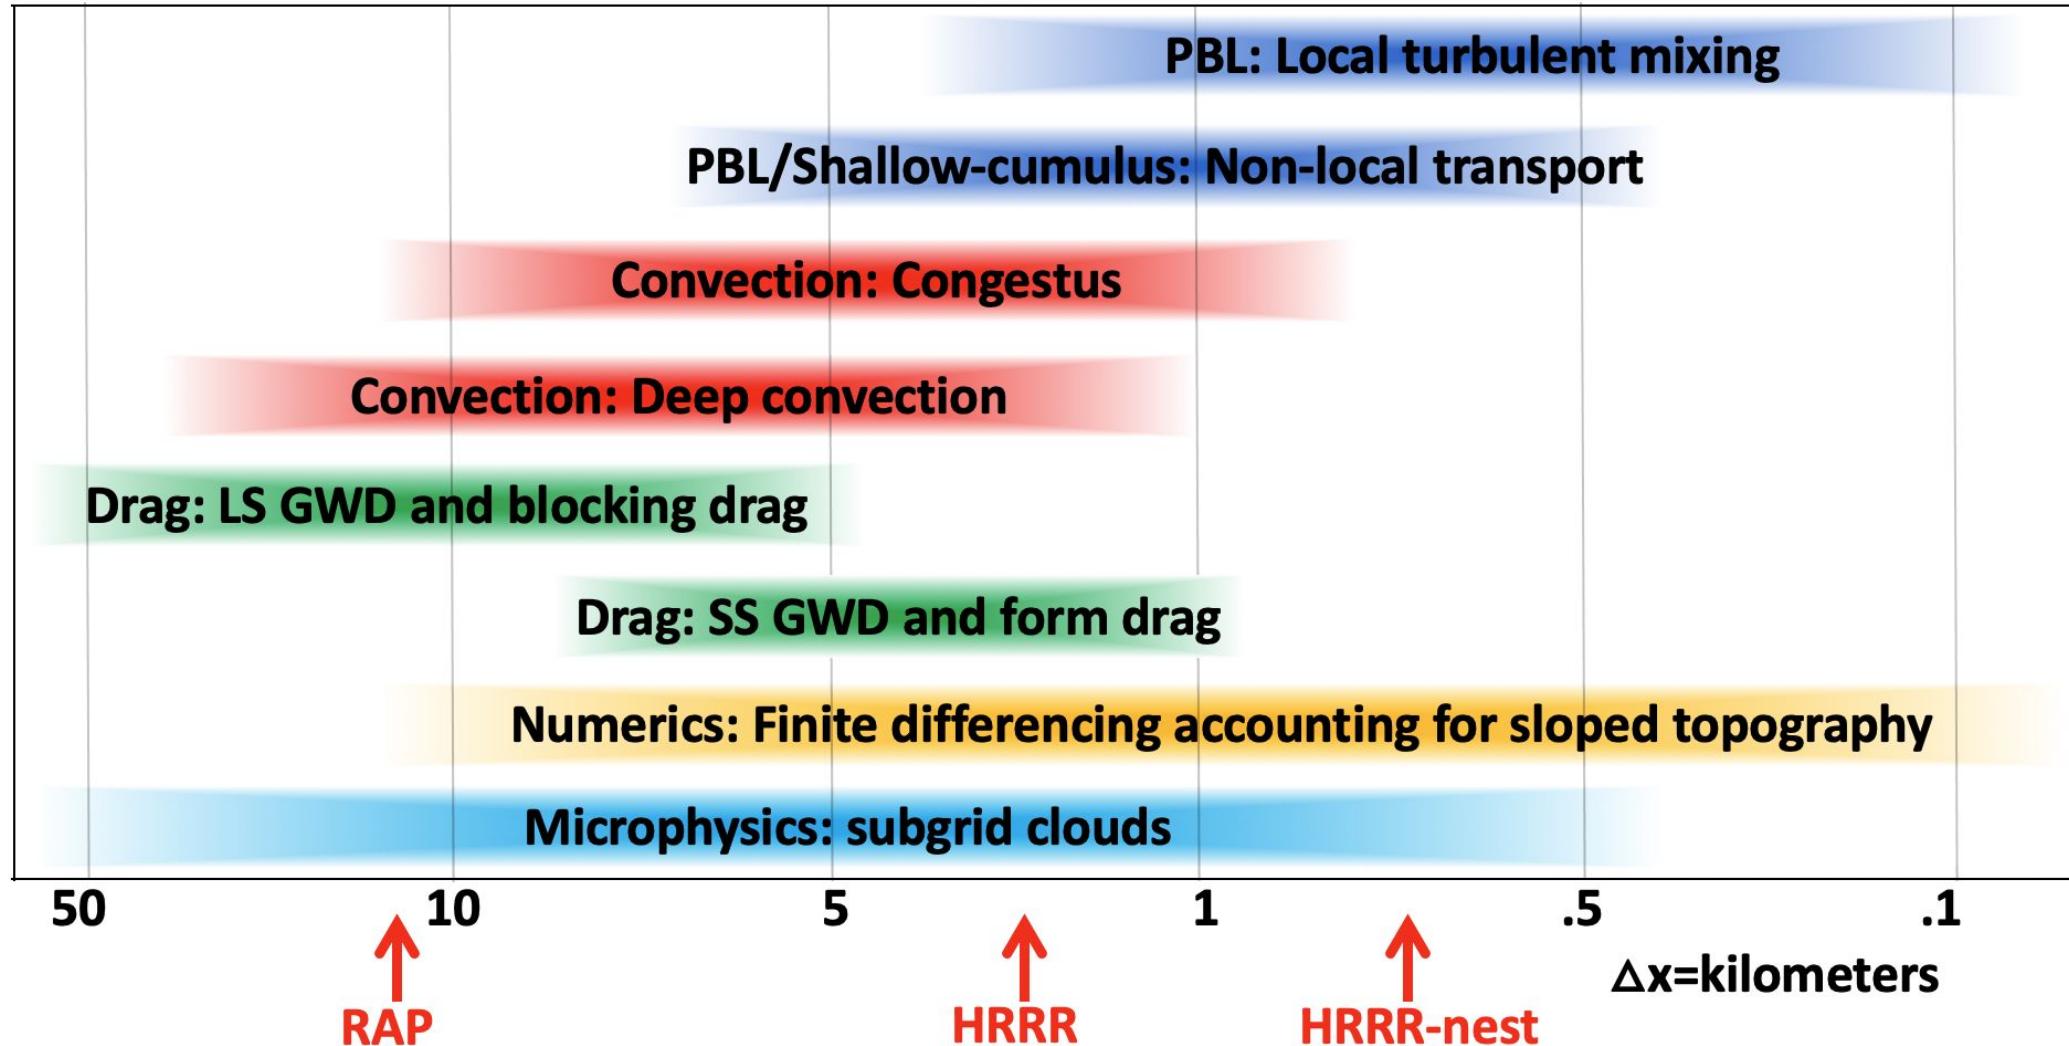 PBL: Local turbulent mixing
PBL/Shallow-cumulus: Non-local transport
Convection: Congestus
Convection: Deep convection
Drag: LS GWD and blocking drag
Drag: SS GWD and form drag
Numerics: Finite differencing accounting for sloped topography
Microphysics: subgrid clouds
50 10 5 1 .5 .1
△x=kilometers
RAP HRRR HRRR-nest